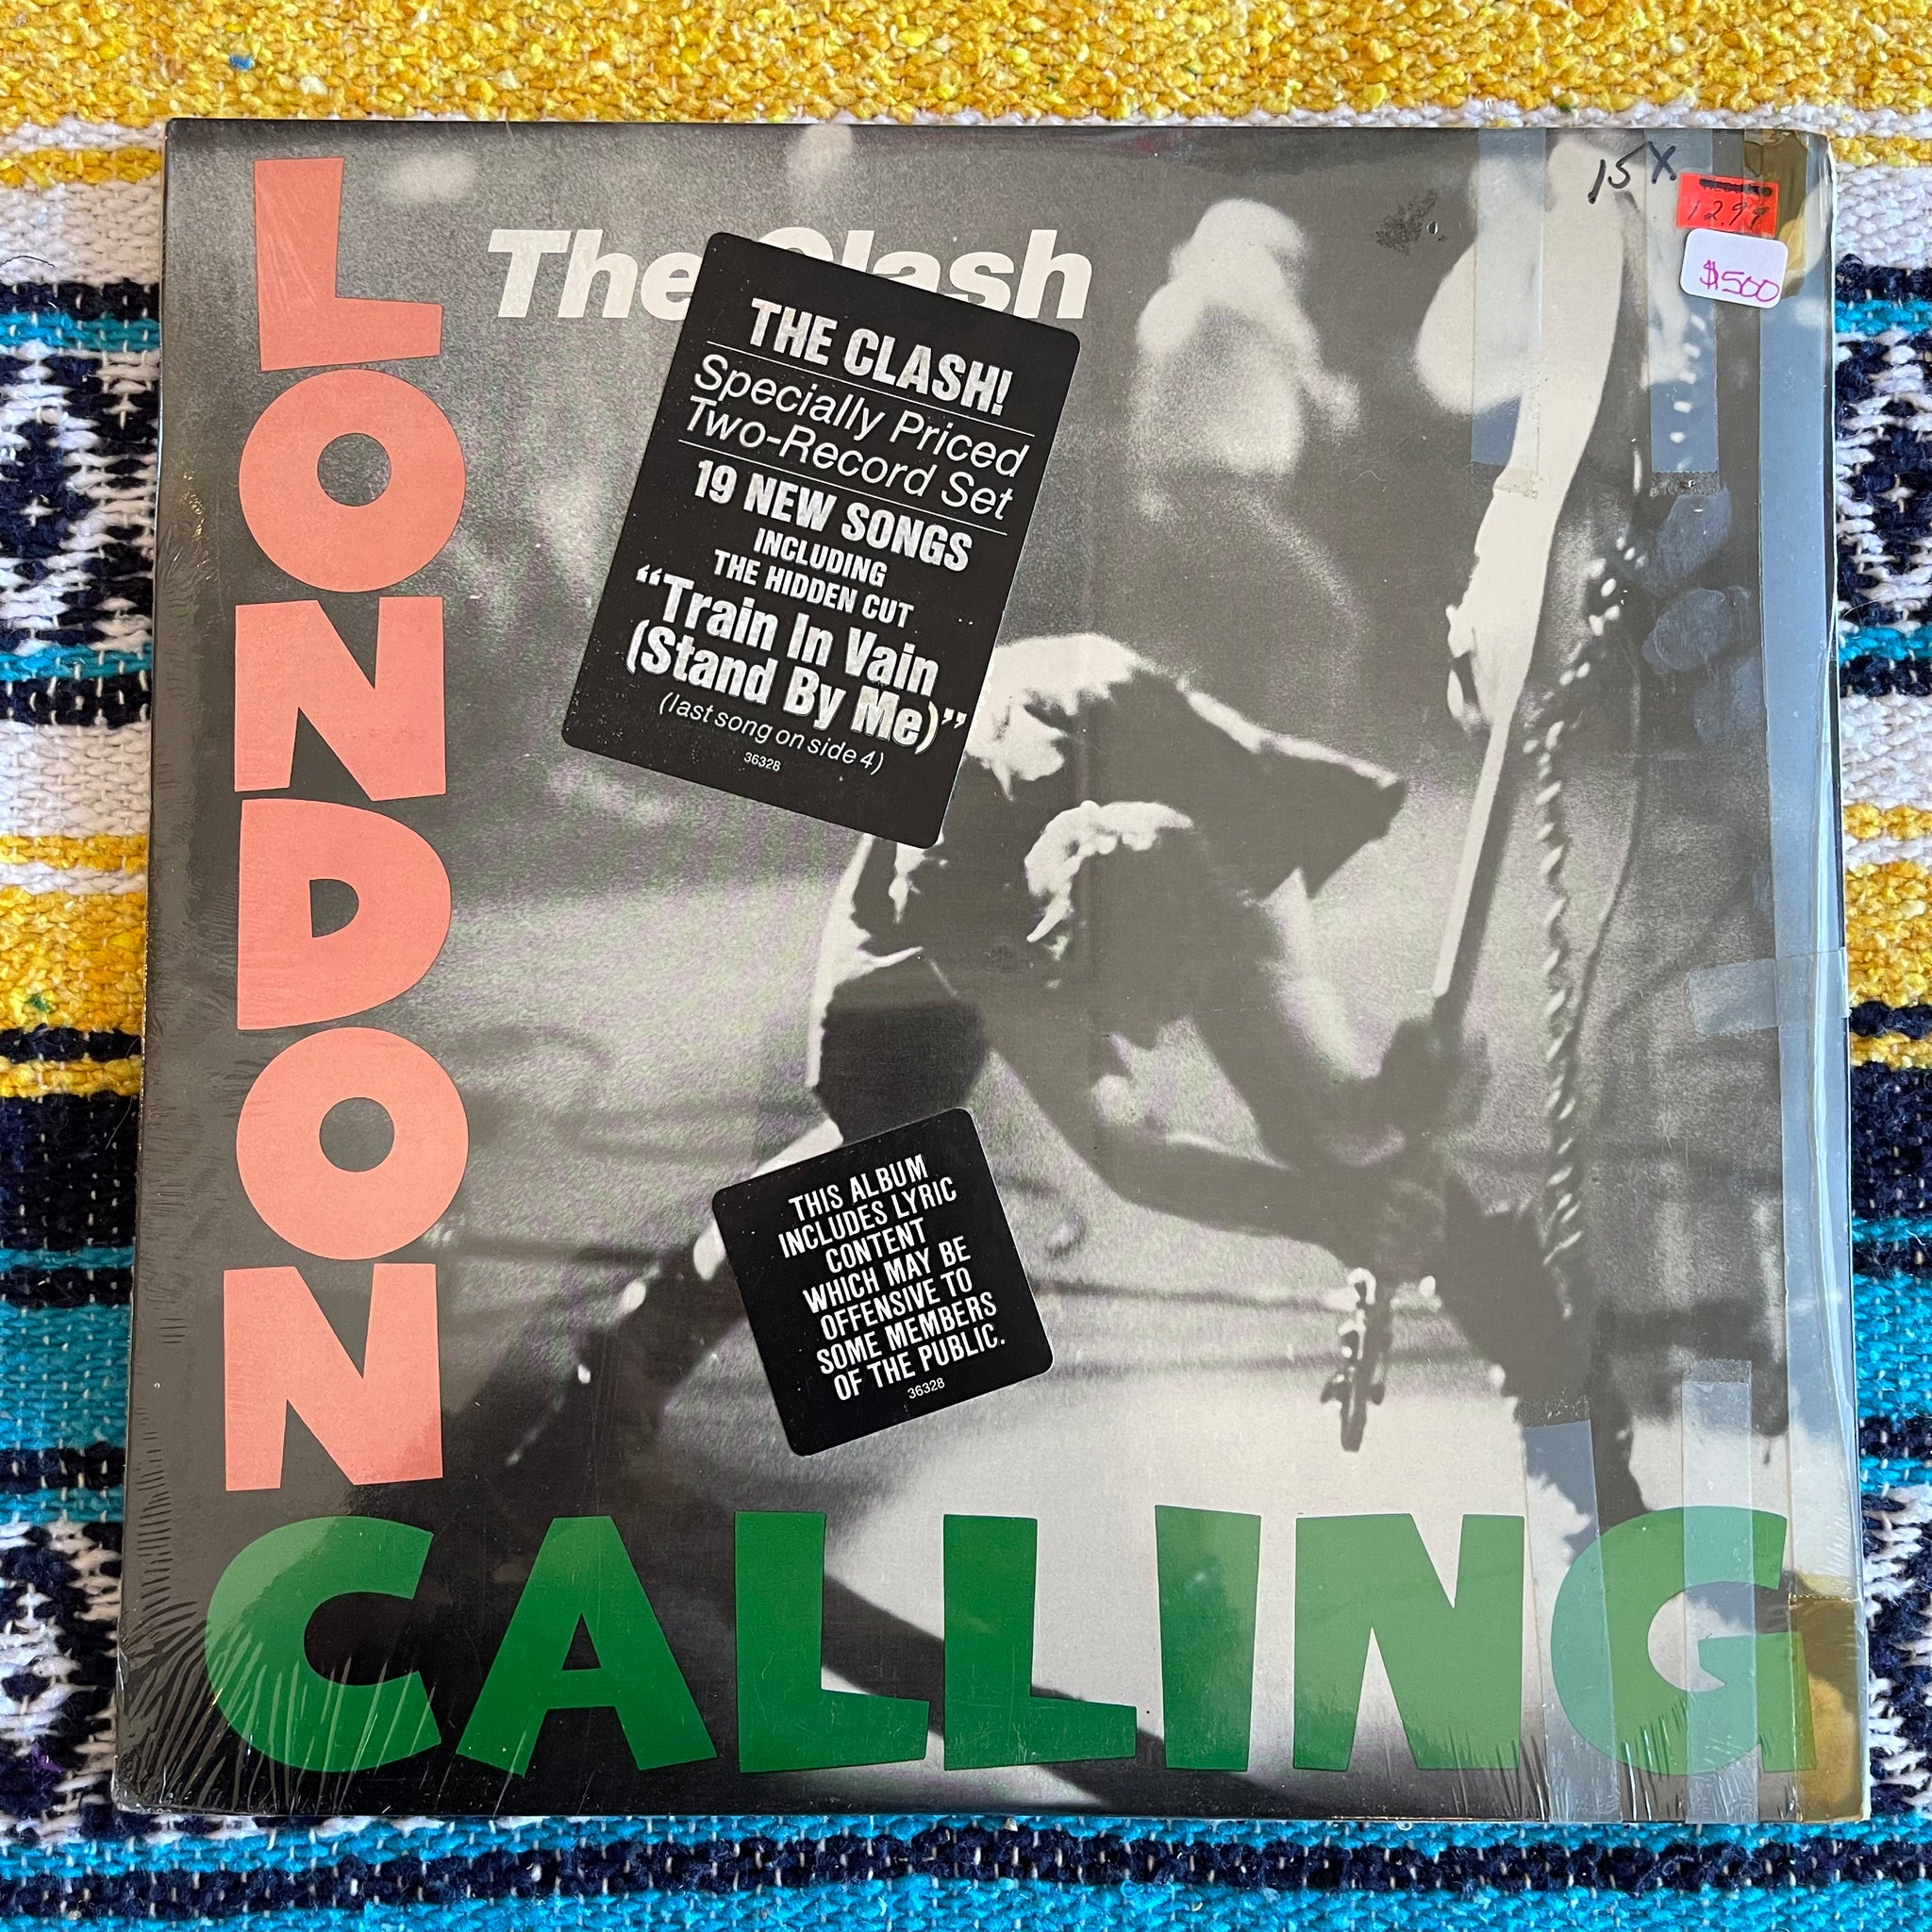 LONDON
CALLING
The Clash
15 X
12.99
$500
THE CLASH!
Specially Priced
Two-Record Set
19 NEW SONGS
INCLUDING
THE HIDDEN CUT
“Train In Vain
(Stand By Me)”
(last song on side 4)
36328
THIS ALBUM
INCLUDES LYRIC
CONTENT
WHICH MAY BE
OFFENSIVE TO
SOME MEMBERS
OF THE PUBLIC.
36328